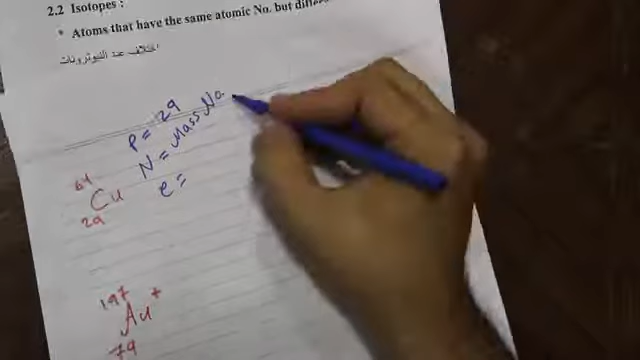 2.2 Isotopes :
* Atoms that have the same atomic No. but
اختلاف عدد النيوترونات
P = 29
N = Mass No.
e =
64
Cu
29
197 +
Au
79